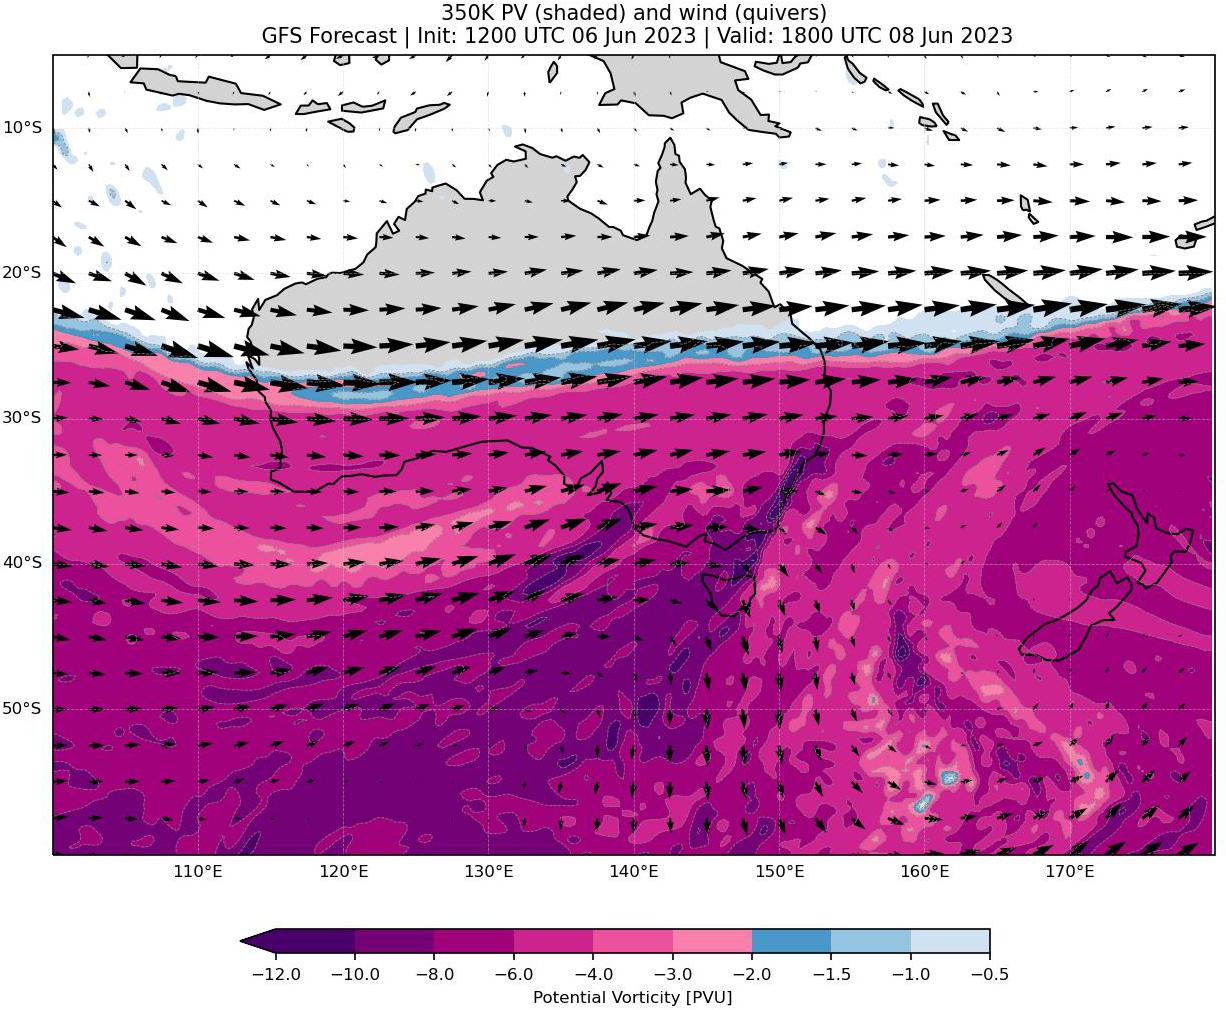 350K PV (shaded) and wind (quivers)
GFS Forecast | Init: 1200 UTC 06 Jun 2023 | Valid: 1800 UTC 08 Jun 2023
10°S
20°S
30°S
40°S
50°S
110°E 120°E 130°E 140°E 150°E 160°E 170°E
−12.0 −10.0 −8.0 −6.0 −4.0 −3.0 −2.0 −1.5 −1.0 −0.5
Potential Vorticity [PVU]